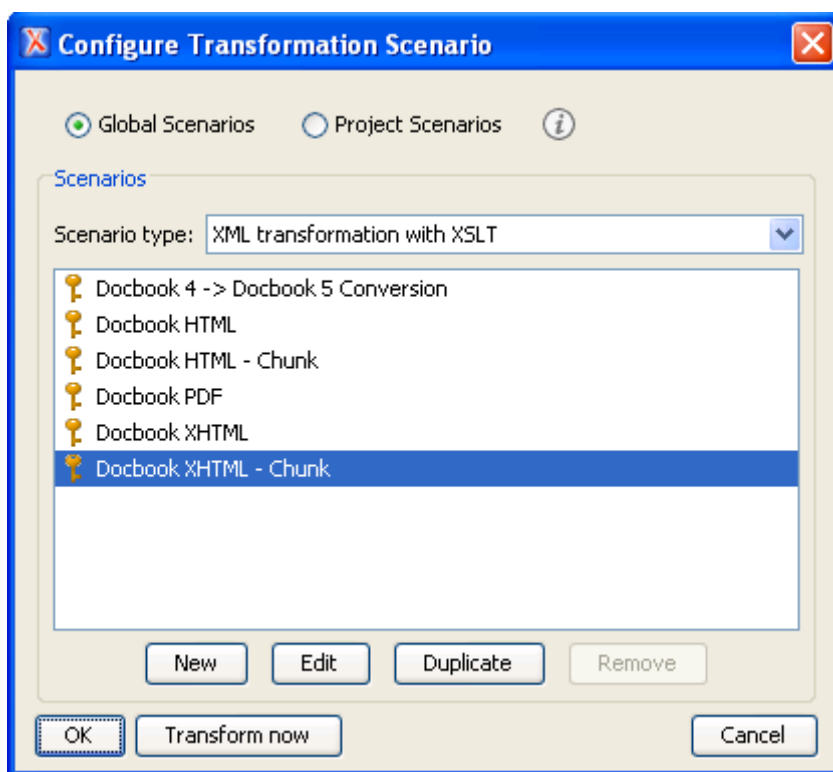 Configure Transformation Scenario
Global Scenarios Project Scenarios i
Scenarios
Scenario type: XML transformation with XSLT
Docbook 4 -> Docbook 5 Conversion
Docbook HTML
Docbook HTML - Chunk
Docbook PDF
Docbook XHTML
Docbook XHTML - Chunk
New Edit Duplicate Remove
OK Transform now Cancel